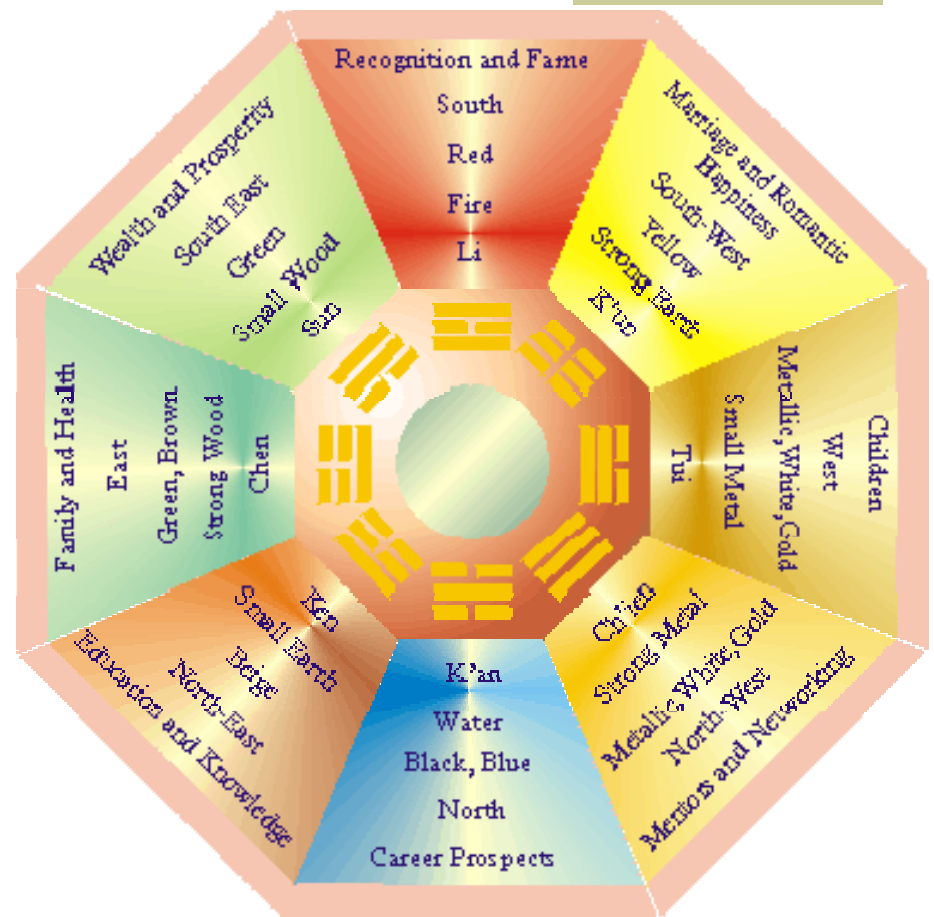 Recognition and Fame
South
Red
Fire
Li
Marriage and Romantic
Happiness
South-West
Yellow
Strong Earth
K'un
Children
West
Metallic, White, Gold
Small Metal
Tui
Ch'ien
Strong Metal
Metallic, White, Gold
North-West
Mentors and Networking
K'an
Water
Black, Blue
North
Career Prospects
Ken
Small Earth
Beige
North-East
Education and Knowledge
Family and Health
East
Green, Brown
Strong Wood
Chen
Wealth and Prosperity
South East
Green
Small Wood
Sun